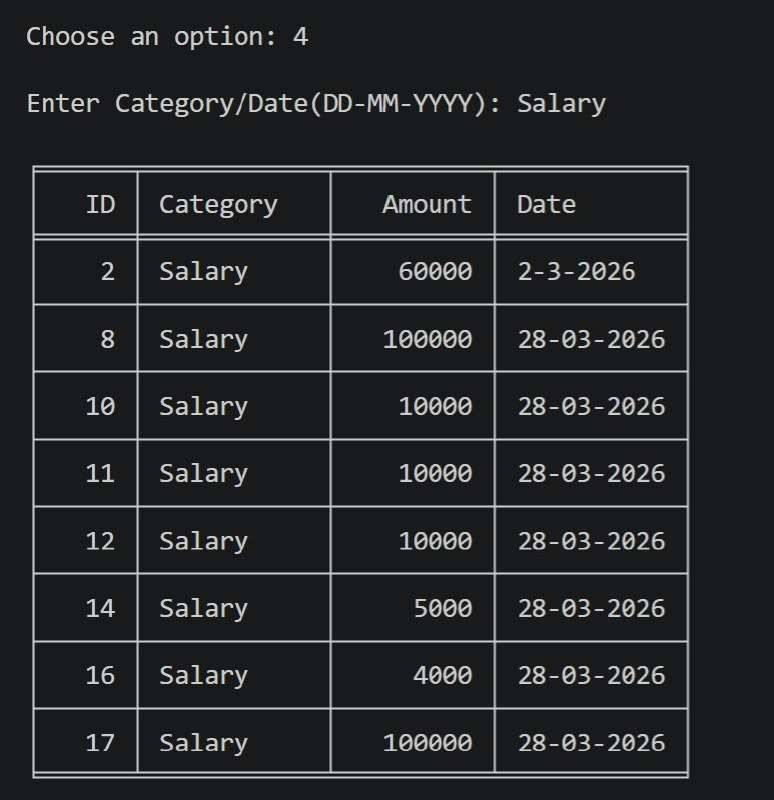 Choose an option: 4
Enter Category/Date(DD-MM-YYYY): Salary
ID Category Amount Date
2 Salary 60000 2-3-2026
8 Salary 100000 28-03-2026
10 Salary 10000 28-03-2026
11 Salary 10000 28-03-2026
12 Salary 10000 28-03-2026
14 Salary 5000 28-03-2026
16 Salary 4000 28-03-2026
17 Salary 100000 28-03-2026